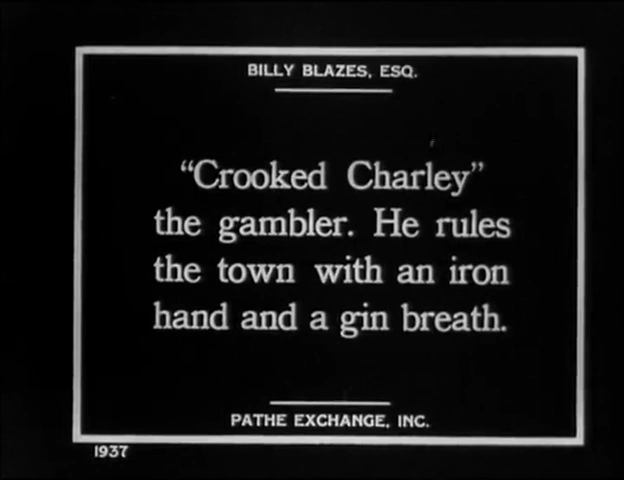 BILLY BLAZES, ESQ.
“Crooked Charley”
the gambler. He rules
the town with an iron
hand and a gin breath.
PATHE EXCHANGE, INC.
1937